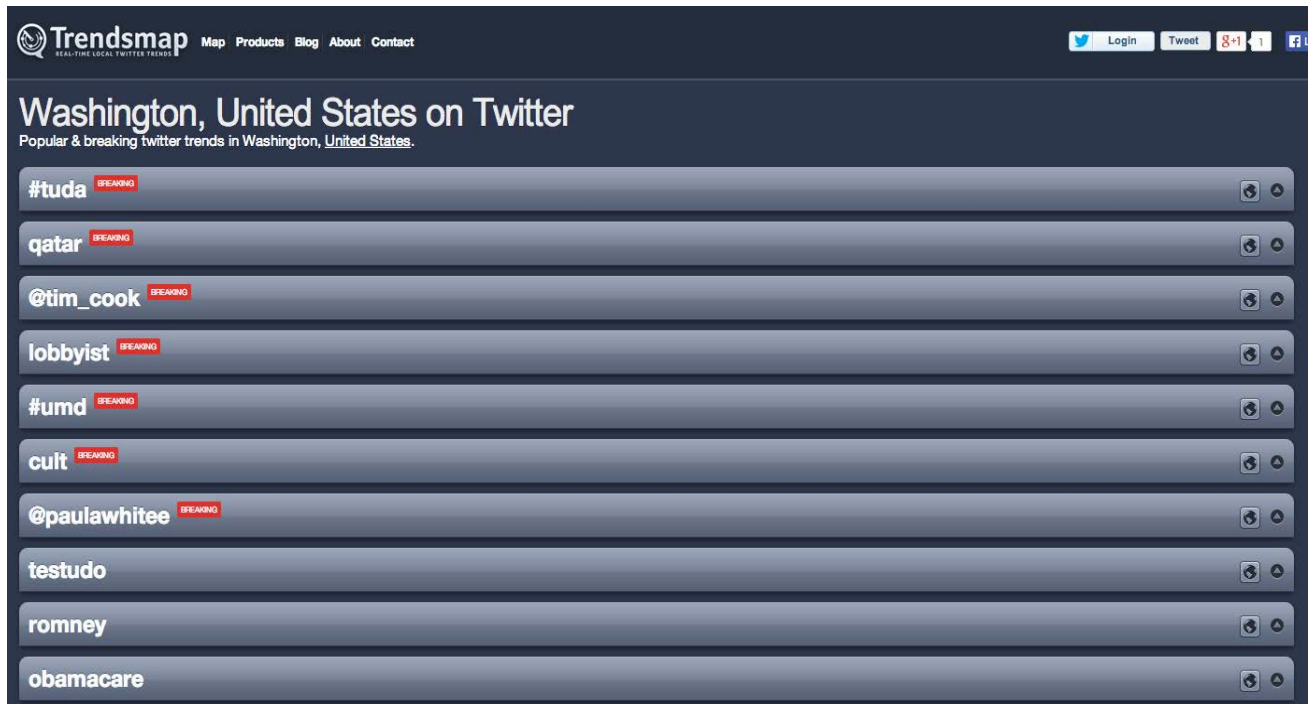 Trendsmap
REAL-TIME LOCAL TWITTER TRENDS
Map Products Blog About Contact
Login Tweet g+1 1
Washington, United States on Twitter
Popular & breaking twitter trends in Washington, United States.
#tuda BREAKING
qatar BREAKING
@tim_cook BREAKING
lobbyist BREAKING
#umd BREAKING
cult BREAKING
@paulawhitee BREAKING
testudo
romney
obamacare